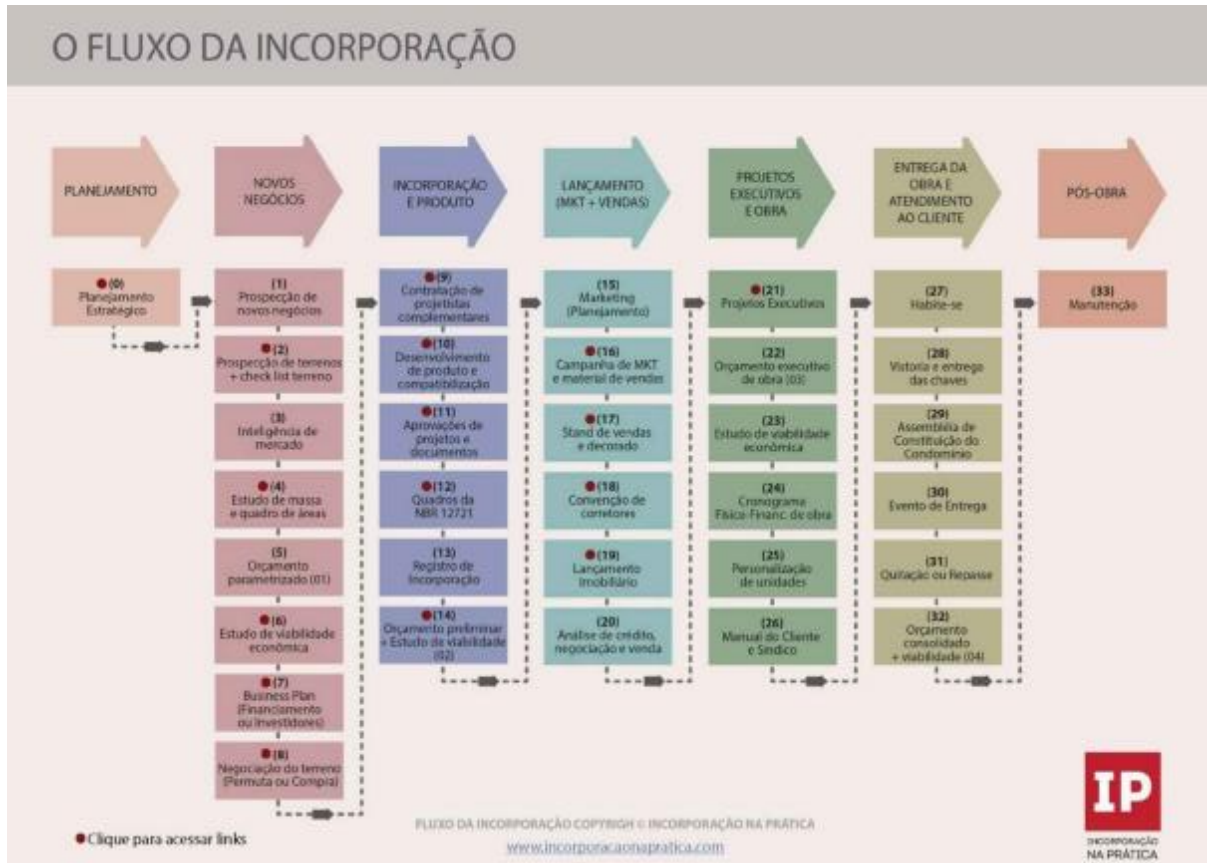 O FLUXO DA INCORPORAÇÃO
PLANEJAMENTO
NOVOS
NEGÓCIOS
INCORPORAÇÃO
E PRODUTO
LANÇAMENTO
(MKT + VENDAS)
PROJETOS
EXECUTIVOS
E OBRA
ENTREGA DA
OBRA E
ATENDIMENTO
AO CLIENTE
PÓS-OBRA
(0)
Planejamento
Estratégico
(1)
Prospecção de
novos negócios
(2)
Prospecção de terrenos
+ check list terreno
(3)
Inteligência de
mercado
(4)
Estudo de massa
e quadro de áreas
(5)
Orçamento
parametrizado (01)
(6)
Estudo de viabilidade
econômica
(7)
Business Plan
(Financiamento
ou Investidores)
(8)
Negociação do terreno
(Permuta ou Compra)
(9)
Contratação de
projetistas
complementares
(10)
Desenvolvimento
de produto e
compatibilização
(11)
Aprovações de
projetos e
documentos
(12)
Quadros da
NBR 12721
(13)
Registro de
Incorporação
(14)
Orçamento preliminar
+ Estudo de viabilidade
(02)
(15)
Marketing
(Planejamento)
(16)
Campanha de MKT
e material de vendas
(17)
Stand de vendas
e decorado
(18)
Convenção de
corretores
(19)
Lançamento
Imobiliário
(20)
Análise de crédito,
negociação e venda
(21)
Projetos Executivos
(22)
Orçamento executivo
de obra (03)
(23)
Estudo de viabilidade
econômica
(24)
Cronograma
Físico-Financ. de obra
(25)
Personalização
de unidades
(26)
Manual do Cliente
e Síndico
(27)
Habite-se
(28)
Vistoria e entrega
das chaves
(29)
Assembléia de
Constituição do
Condomínio
(30)
Evento de Entrega
(31)
Quitação ou Repasse
(32)
Orçamento
consolidado
+ viabilidade (04)
(33)
Manutenção
Clique para acessar links
FLUXO DA INCORPORAÇÃO COPYRIGH © INCORPORAÇÃO NA PRÁTICA
www.incorporacaonapratica.com
IP
INCORPORAÇÃO
NA PRÁTICA